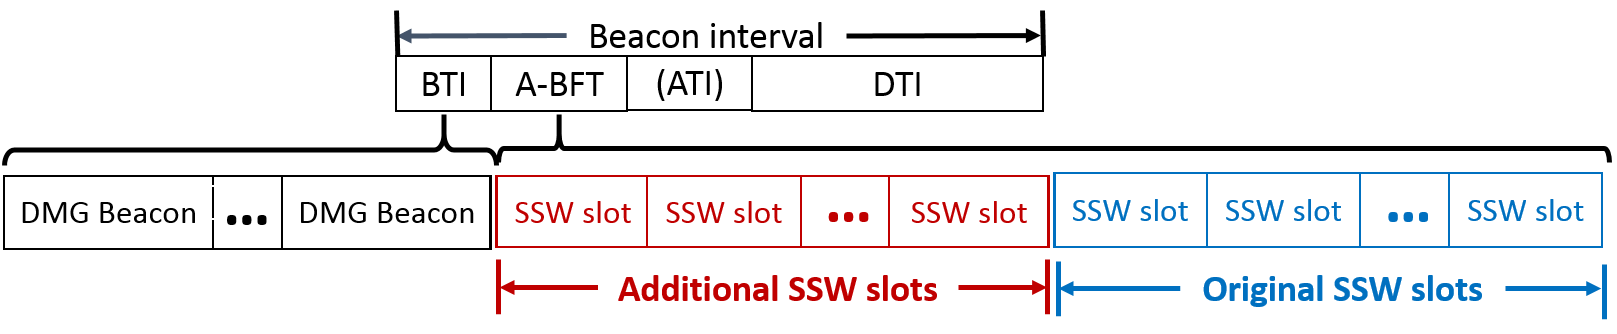 Beacon interval
BTI A-BFT (ATI) DTI
DMG Beacon ... DMG Beacon SSW slot SSW slot ... SSW slot SSW slot SSW slot ... SSW slot
Additional SSW slots Original SSW slots